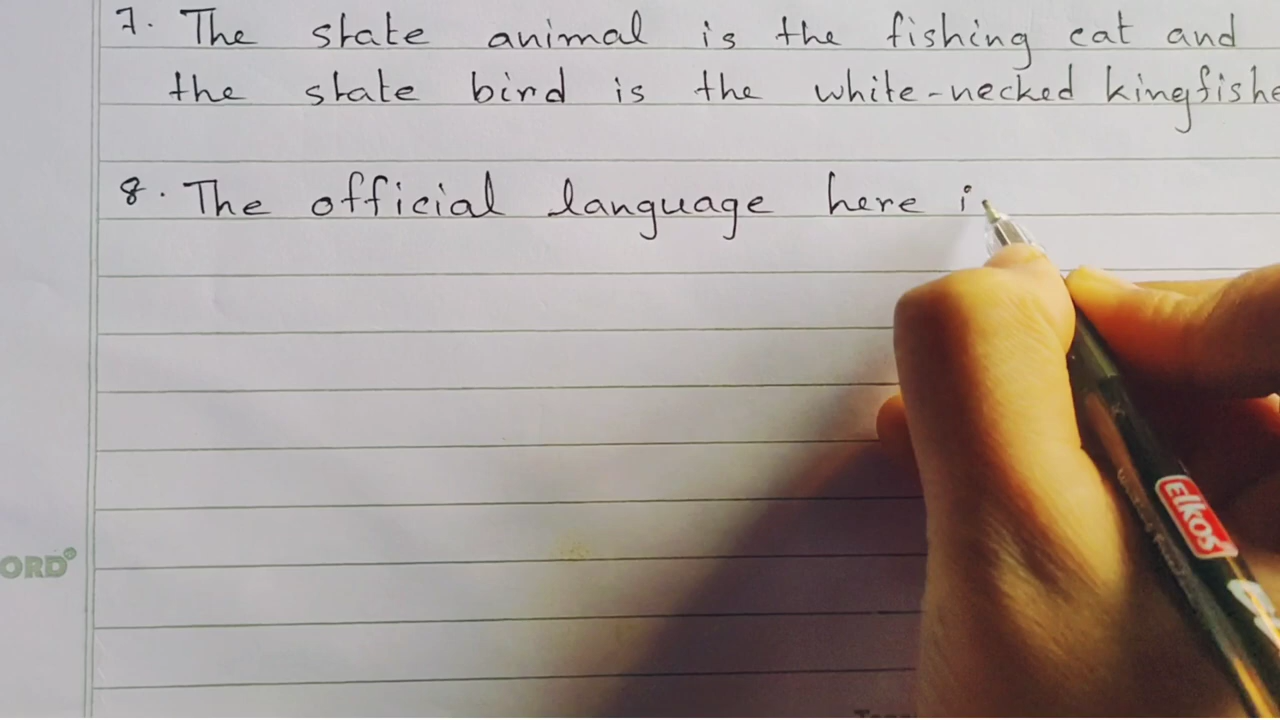 7. The state animal is the fishing cat and
the state bird is the white-necked kingfishe
8. The official language here i
ORD
Elkos